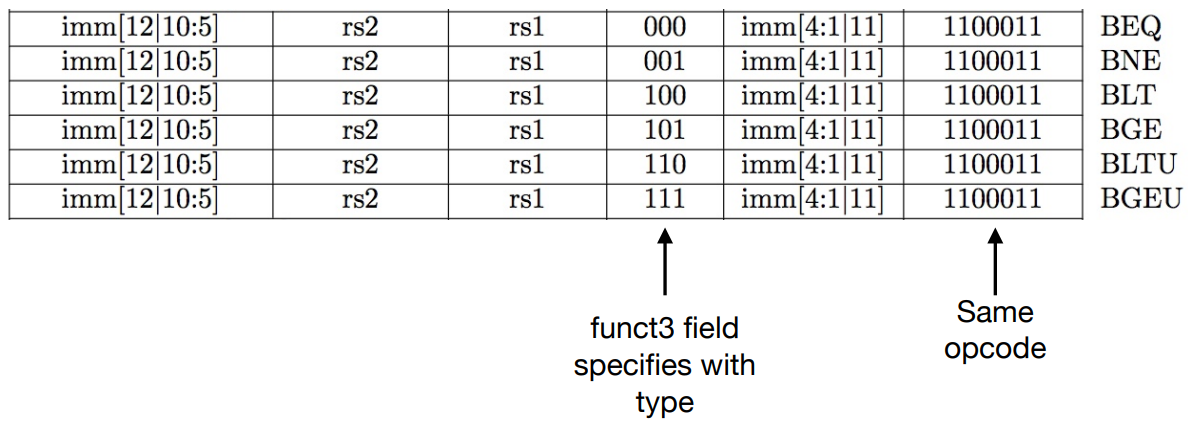 imm[12|10:5] rs2 rs1 000 imm[4:1|11] 1100011 BEQ
imm[12|10:5] rs2 rs1 001 imm[4:1|11] 1100011 BNE
imm[12|10:5] rs2 rs1 100 imm[4:1|11] 1100011 BLT
imm[12|10:5] rs2 rs1 101 imm[4:1|11] 1100011 BGE
imm[12|10:5] rs2 rs1 110 imm[4:1|11] 1100011 BLTU
imm[12|10:5] rs2 rs1 111 imm[4:1|11] 1100011 BGEU
funct3 field
specifies with
type
Same
opcode